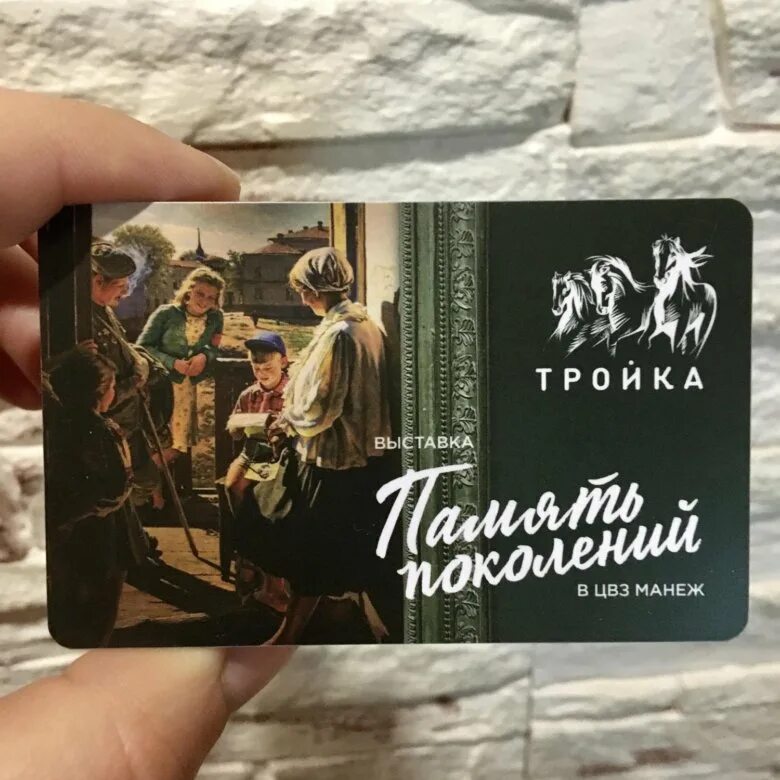 ТРОЙКА
ВЫСТАВКА
Память
поколений
В ЦВЗ МАНЕЖ